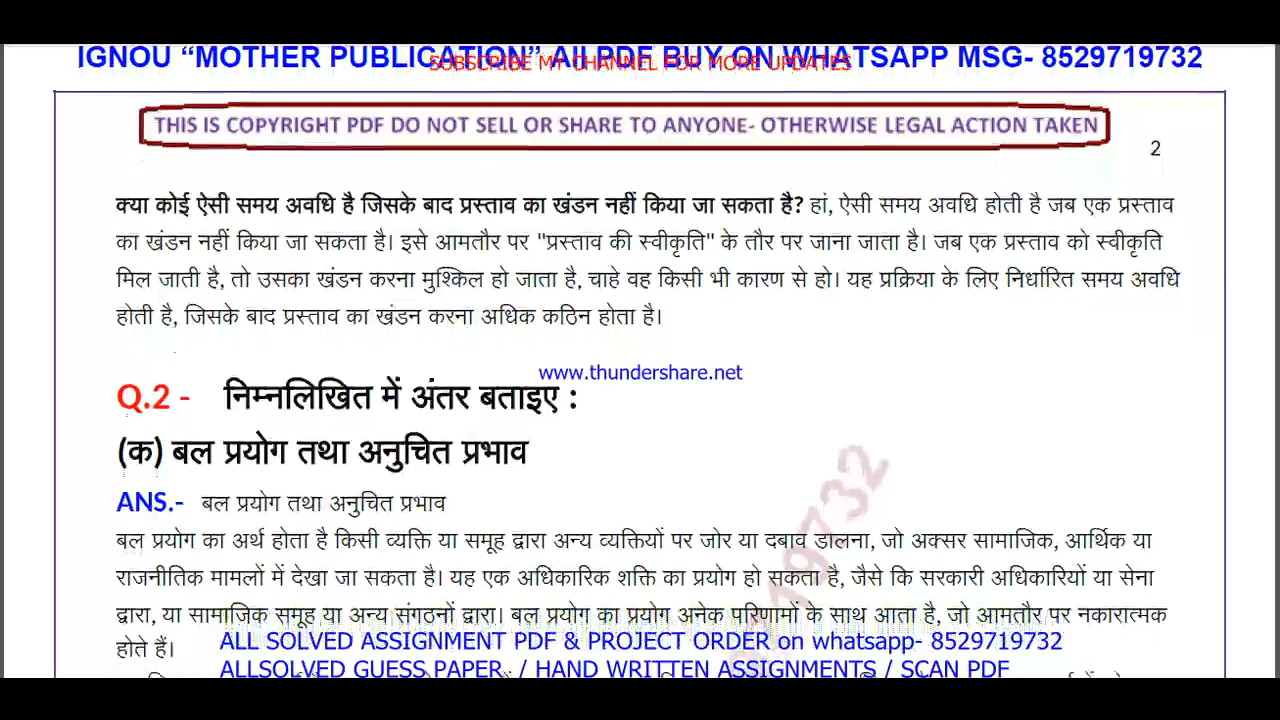 IGNOU “MOTHER PUBLICATION” ALL PDF BUY ON WHATSAPP MSG- 8529719732
SUBSCRIBE MY CHANNEL FOR MORE UPDATES
THIS IS COPYRIGHT PDF DO NOT SELL OR SHARE TO ANYONE- OTHERWISE LEGAL ACTION TAKEN
2
क्या कोई ऐसी समय अवधि है जिसके बाद प्रस्ताव का खंडन नहीं किया जा सकता है? हां, ऐसी समय अवधि होती है जब एक प्रस्ताव
का खंडन नहीं किया जा सकता है। इसे आमतौर पर "प्रस्ताव की स्वीकृति" के तौर पर जाना जाता है। जब एक प्रस्ताव को स्वीकृति
मिल जाती है, तो उसका खंडन करना मुश्किल हो जाता है, चाहे वह किसी भी कारण से हो। यह प्रक्रिया के लिए निर्धारित समय अवधि
होती है, जिसके बाद प्रस्ताव का खंडन करना अधिक कठिन होता है।
www.thundershare.net
Q.2 - निम्नलिखित में अंतर बताइए :
(क) बल प्रयोग तथा अनुचित प्रभाव
ANS.- बल प्रयोग तथा अनुचित प्रभाव
बल प्रयोग का अर्थ होता है किसी व्यक्ति या समूह द्वारा अन्य व्यक्तियों पर जोर या दबाव डालना, जो अक्सर सामाजिक, आर्थिक या
राजनीतिक मामलों में देखा जा सकता है। यह एक अधिकारिक शक्ति का प्रयोग हो सकता है, जैसे कि सरकारी अधिकारियों या सेना
द्वारा, या सामाजिक समूह या अन्य संगठनों द्वारा। बल प्रयोग का प्रयोग अनेक परिणामों के साथ आता है, जो आमतौर पर नकारात्मक
होते हैं।
ALL SOLVED ASSIGNMENT PDF & PROJECT ORDER on whatsapp- 8529719732
ALLSOLVED GUESS PAPER / HAND WRITTEN ASSIGNMENTS / SCAN PDF